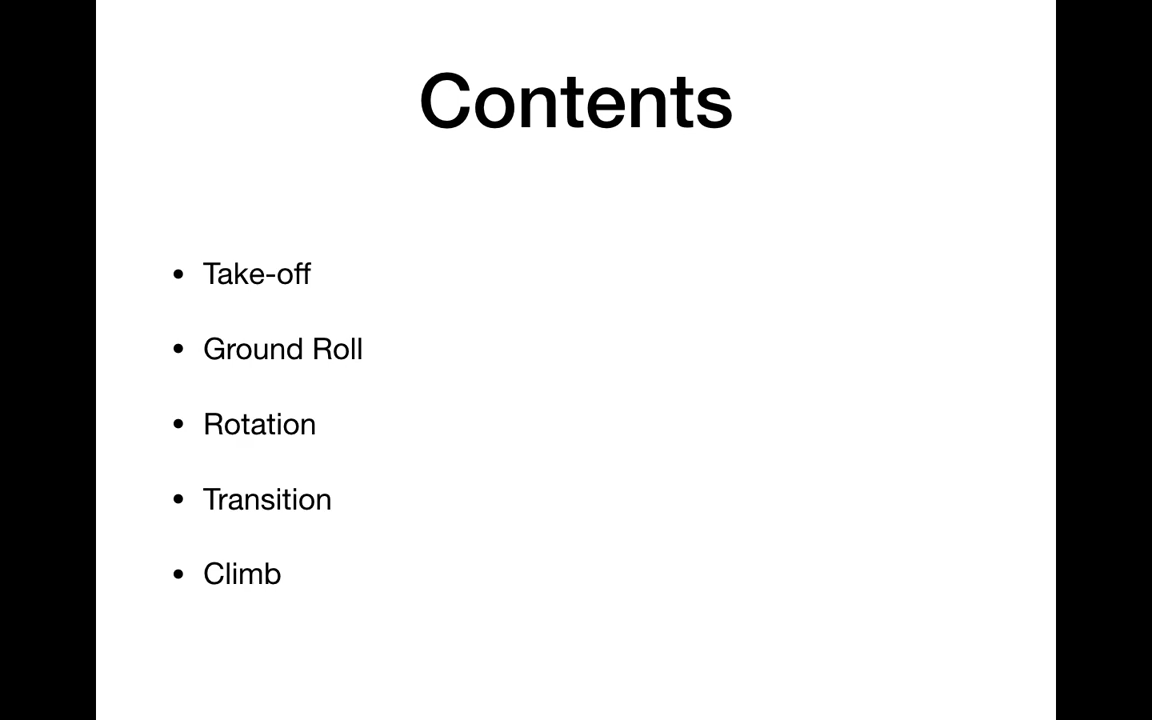 Contents
• Take-off
• Ground Roll
• Rotation
• Transition
• Climb